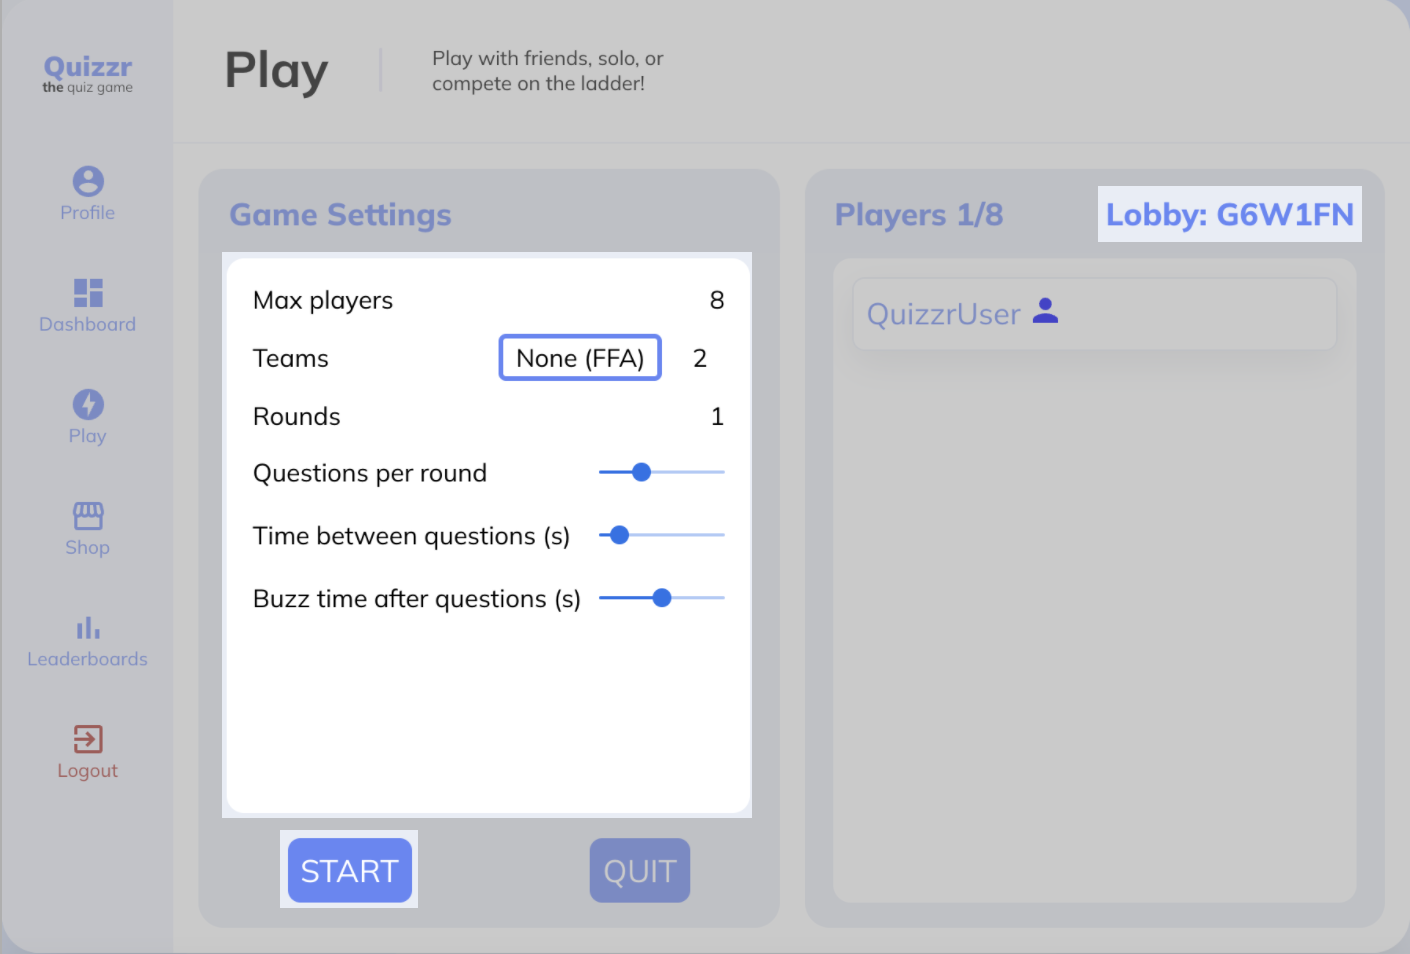 Quizzr
the quiz game
Profile
Dashboard
Play
Shop
Leaderboards
Logout
Play
Play with friends, solo, or
compete on the ladder!
Game Settings
Max players 8
Teams None (FFA) 2
Rounds 1
Questions per round
Time between questions (s)
Buzz time after questions (s)
START QUIT
Players 1/8 Lobby: G6W1FN
QuizzrUser